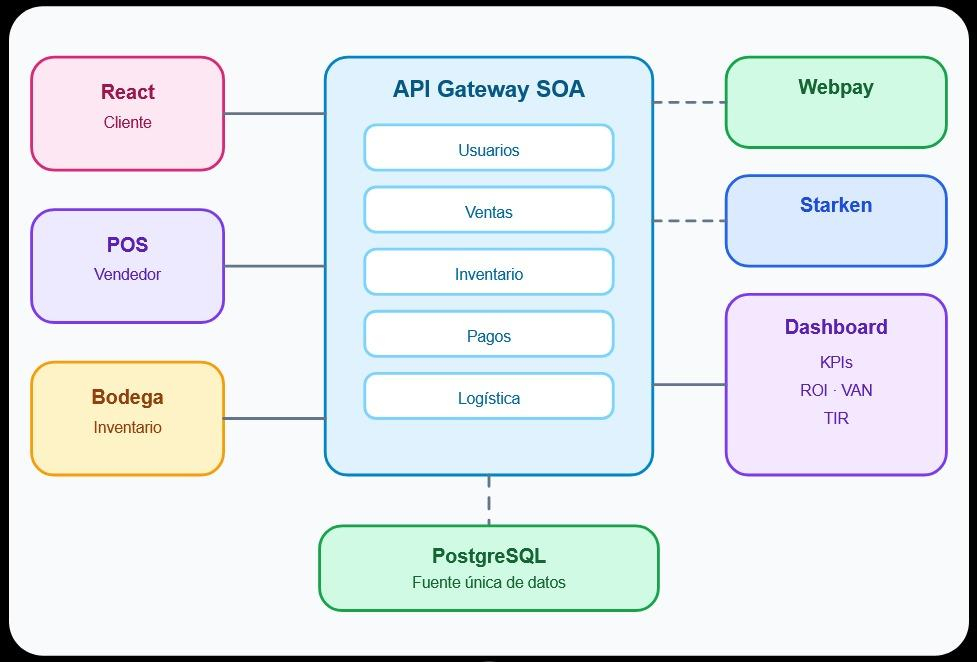 React
Cliente
POS
Vendedor
Bodega
Inventario
API Gateway SOA
Usuarios
Ventas
Inventario
Pagos
Logística
Webpay
Starken
Dashboard
KPIs
ROI · VAN
TIR
PostgreSQL
Fuente única de datos